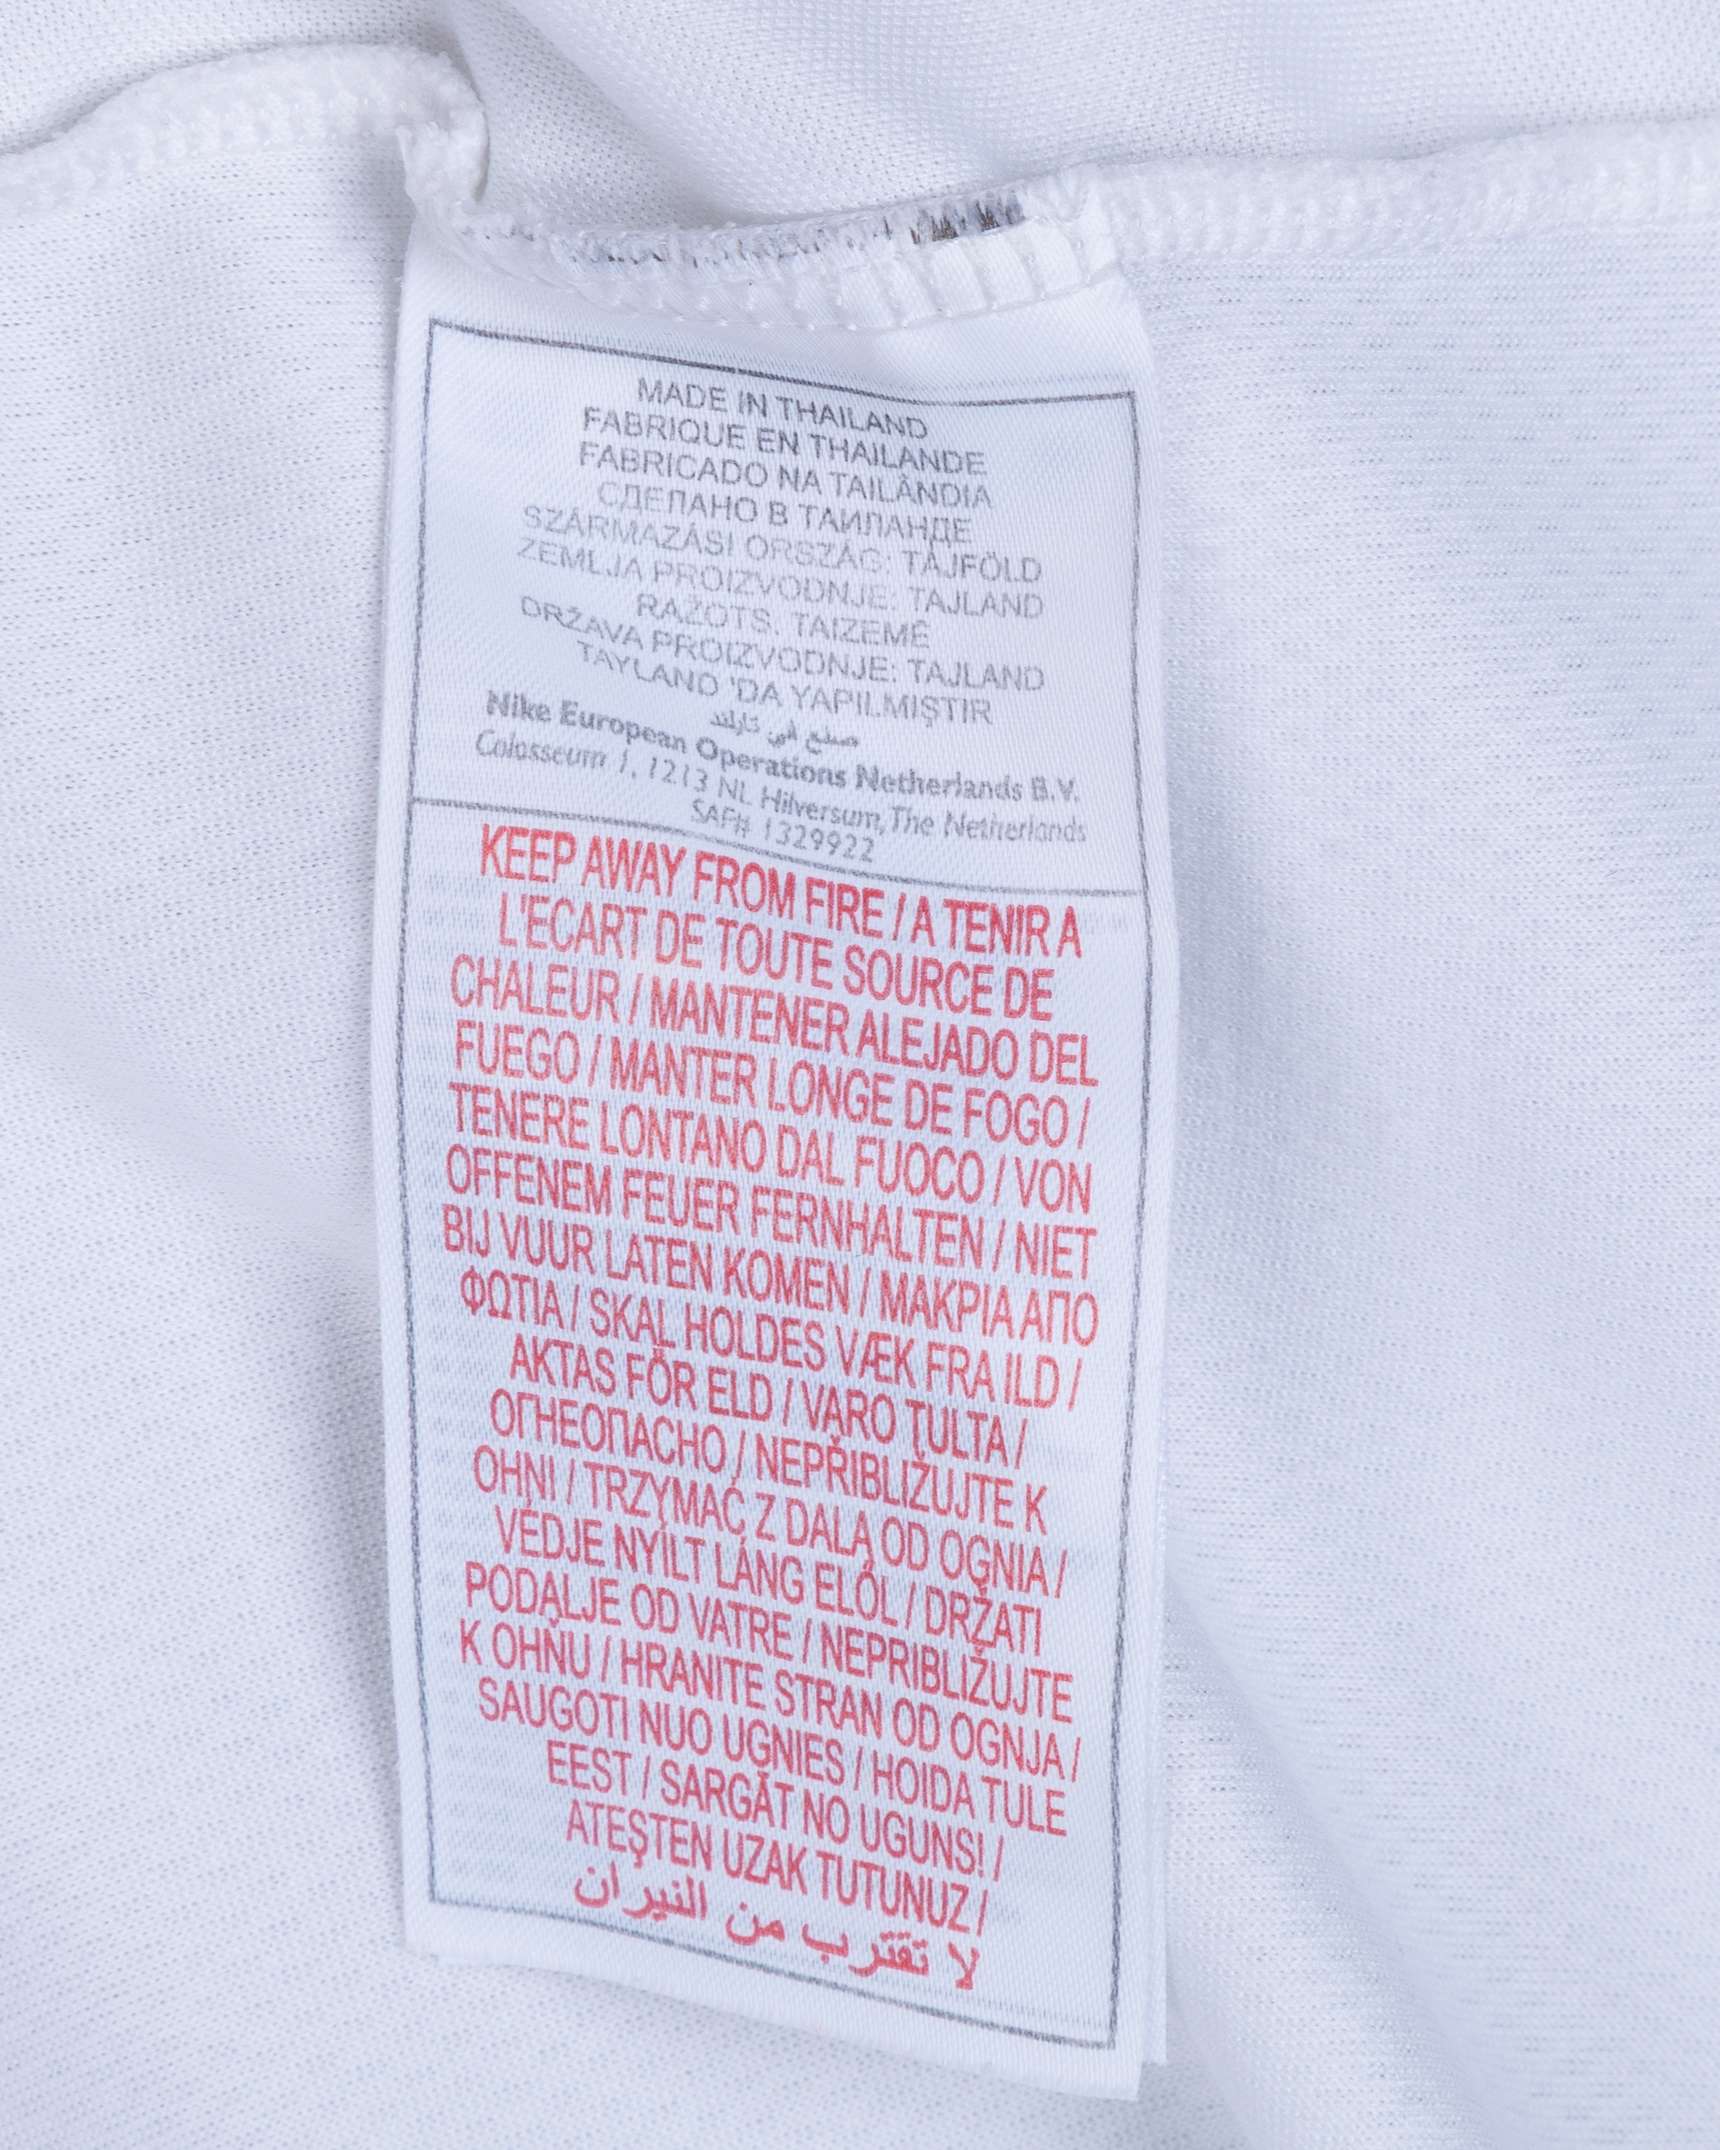 MADE IN THAILAND
FABRIQUE EN THAILANDE
FABRICADO NA TAILÂNDIA
СДЕЛАНО В ТАИЛАНДЕ
SZÁRMAZÁSI ORSZÁG: TÁJFÖLD
ZEMLJA PROIZVODNJE: TAJLAND
RAŽOTS. TAIZEMĒ
DRŽAVA PROIZVODNJE: TAJLAND
TAYLAND 'DA YAPILMIŞTIR
صنع في تايلند
Nike European Operations Netherlands B.V.
Colosseum 1, 1213 NL Hilversum, The Netherlands
SAF# 1329922
KEEP AWAY FROM FIRE / A TENIR A
L'ECART DE TOUTE SOURCE DE
CHALEUR / MANTENER ALEJADO DEL
FUEGO / MANTER LONGE DE FOGO /
TENERE LONTANO DAL FUOCO / VON
OFFENEM FEUER FERNHALTEN / NIET
BIJ VUUR LATEN KOMEN / ΜΑΚΡΙΑ ΑΠΟ
ΦΩΤΙΑ / SKAL HOLDES VÆK FRA ILD /
AKTAS FÖR ELD / VARO TULTA /
ОГНЕОПАСНО / NEPŘIBLIŽUJTE K
OHNI / TRZYMAĆ Z DALA OD OGNIA /
VÉDJE NYÍLT LÁNG ELŐL / DRŽATI
PODALJE OD VATRE / NEPRIBLIŽUJTE
K OHŇU / HRANITE STRAN OD OGNJA /
SAUGOTI NUO UGNIES / HOIDA TULE
EEST / SARGĀT NO UGUNS! /
ATEŞTEN UZAK TUTUNUZ /
لا تقترب من النيران